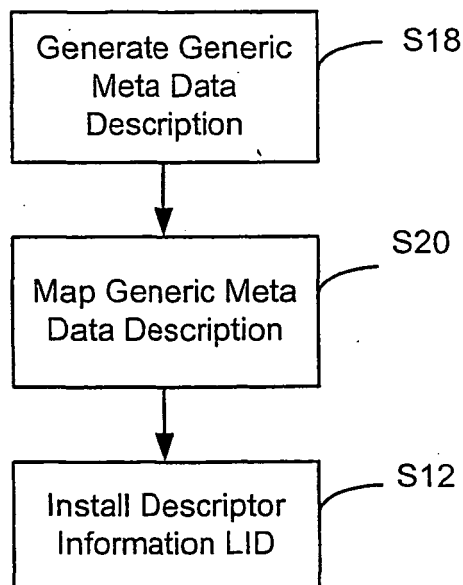 Generate Generic
Meta Data
Description
S18
Map Generic Meta
Data Description
S20
Install Descriptor
Information LID
S12